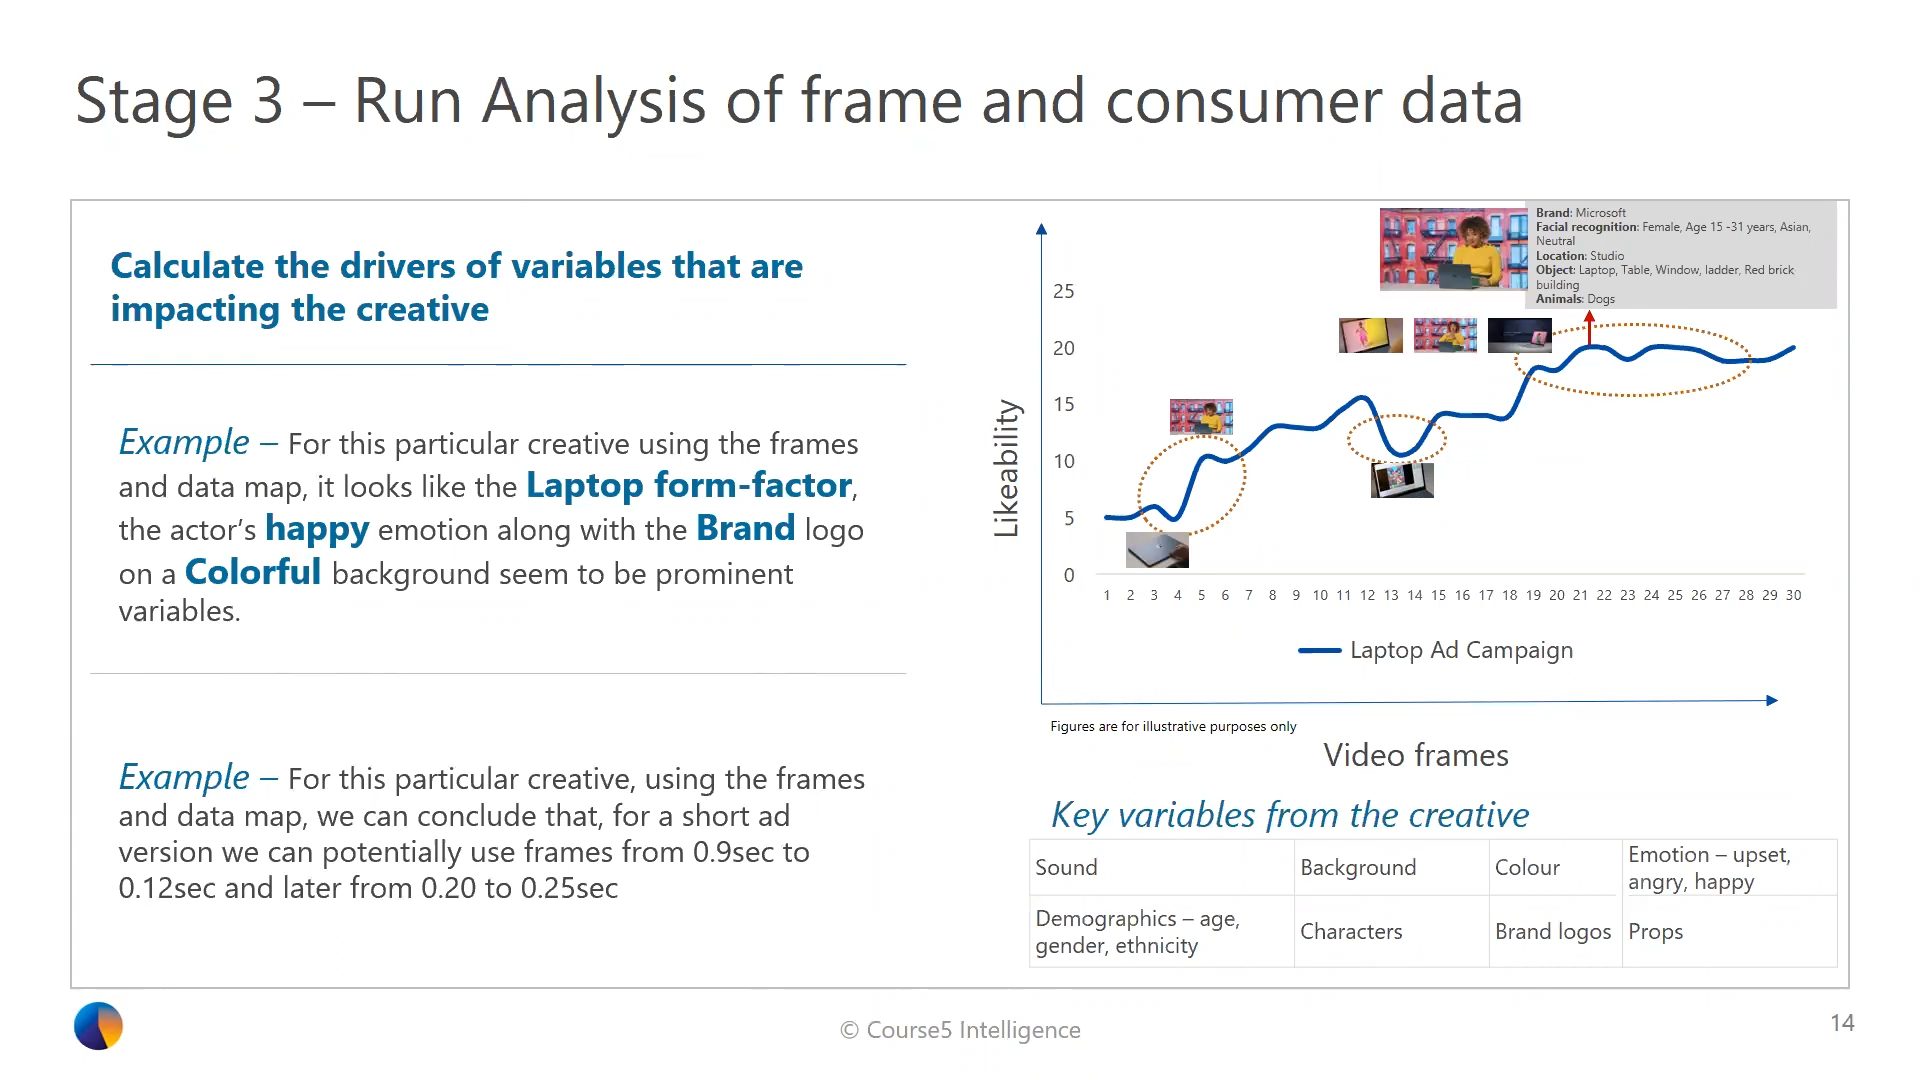 Stage 3 – Run Analysis of frame and consumer data
Calculate the drivers of variables that are
impacting the creative
Example – For this particular creative using the frames
and data map, it looks like the Laptop form-factor,
the actor’s happy emotion along with the Brand logo
on a Colorful background seem to be prominent
variables.
Example – For this particular creative, using the frames
and data map, we can conclude that, for a short ad
version we can potentially use frames from 0.9sec to
0.12sec and later from 0.20 to 0.25sec
Brand: Microsoft
Facial recognition: Female, Age 15 -31 years, Asian,
Neutral
Location: Studio
Object: Laptop, Table, Window, ladder, Red brick
building
Animals: Dogs
Likeability
25
20
15
10
5
0
1 2 3 4 5 6 7 8 9 10 11 12 13 14 15 16 17 18 19 20 21 22 23 24 25 26 27 28 29 30
Laptop Ad Campaign
Figures are for illustrative purposes only
Video frames
Key variables from the creative
Sound
Background
Colour
Emotion – upset,
angry, happy
Demographics – age,
gender, ethnicity
Characters
Brand logos
Props
© Course5 Intelligence
14